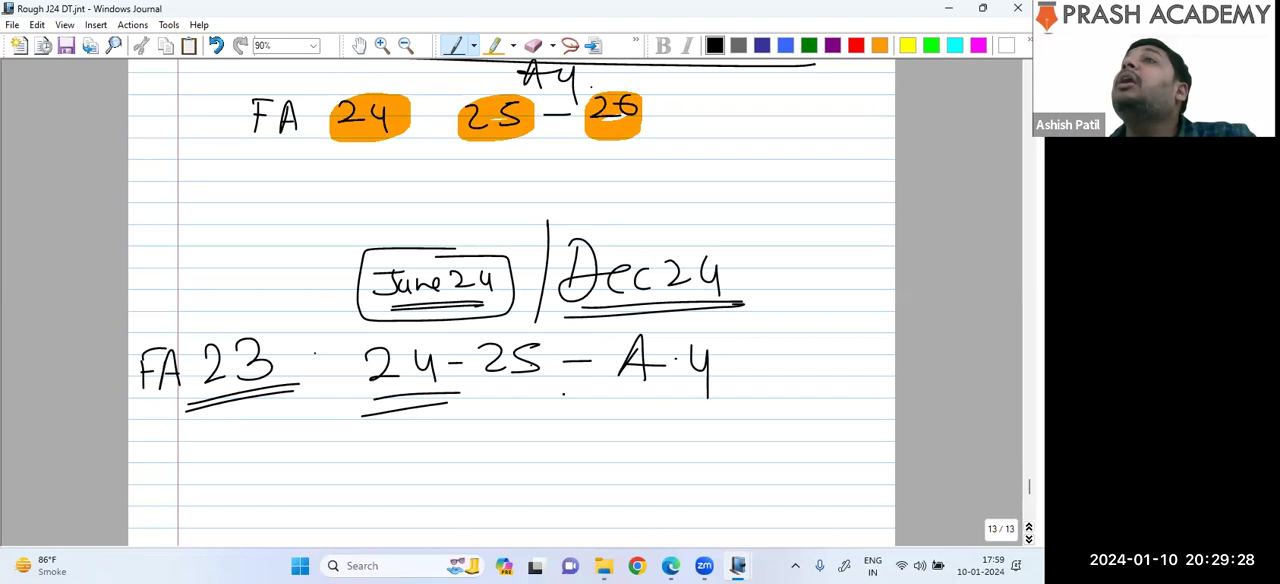 Rough J24 DT.jnt - Windows Journal
PRASH ACADEMY
File Edit View Insert Actions Tools Help
90%
A y.
FA 24 25 - 26
Ashish Patil
June 24 Dec 24
FA 23 24-25 - A.y
13 / 13
86°F
Smoke
Search
ENG
IN
17:59
10-01-2024
2024-01-10 20:29:28